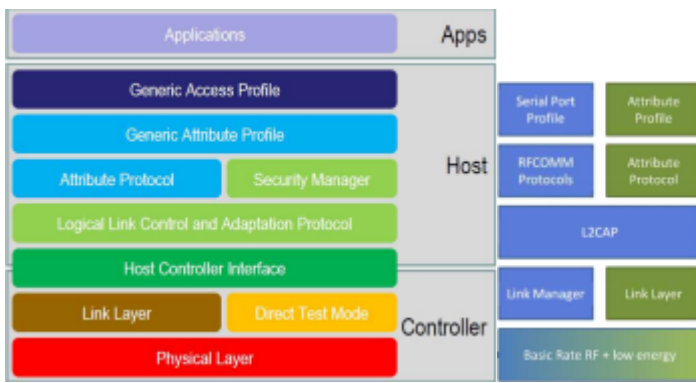 Applications
Apps
Generic Access Profile
Generic Attribute Profile
Attribute Protocol
Security Manager
Host
Logical Link Control and Adaptation Protocol
Host Controller Interface
Link Layer
Direct Test Mode
Controller
Physical Layer
Serial Port
Profile
Attribute
Profile
RFCOMM
Protocols
Attribute
Protocol
L2CAP
Link Manager
Link Layer
Basic Rate RF + low energy